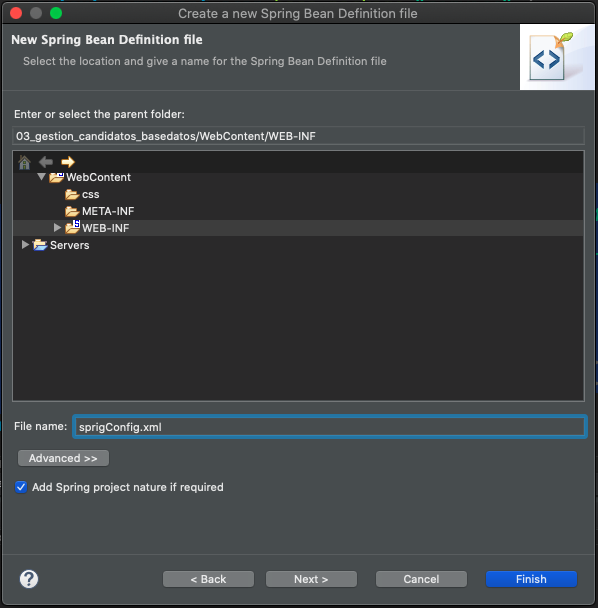 Create a new Spring Bean Definition file
New Spring Bean Definition file
Select the location and give a name for the Spring Bean Definition file
Enter or select the parent folder:
03_gestion_candidatos_basedatos/WebContent/WEB-INF
WebContent
css
META-INF
WEB-INF
Servers
File name: sprigConfig.xml
Advanced >>
Add Spring project nature if required
? < Back Next > Cancel Finish